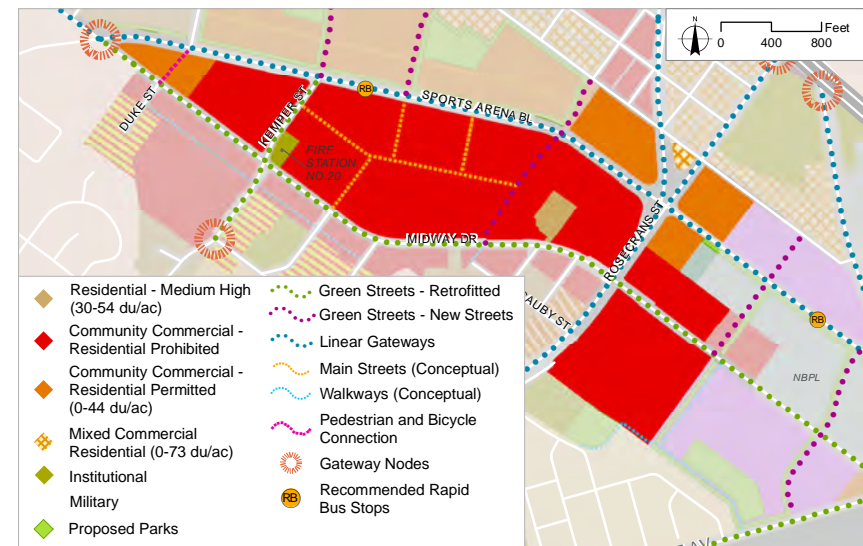 N
Feet
0 400 800
DUKE ST
KEMPER ST
RB
SPORTS ARENA BL
FIRE
STATION
NO. 20
MIDWAY DR
ROSECRANS ST
CAUBY ST
RB
NBPL
AV
Residential - Medium High
(30-54 du/ac)
Community Commercial -
Residential Prohibited
Community Commercial -
Residential Permitted
(0-44 du/ac)
Mixed Commercial
Residential (0-73 du/ac)
Institutional
Military
Proposed Parks
Green Streets - Retrofitted
Green Streets - New Streets
Linear Gateways
Main Streets (Conceptual)
Walkways (Conceptual)
Pedestrian and Bicycle
Connection
Gateway Nodes
RB
Recommended Rapid
Bus Stops